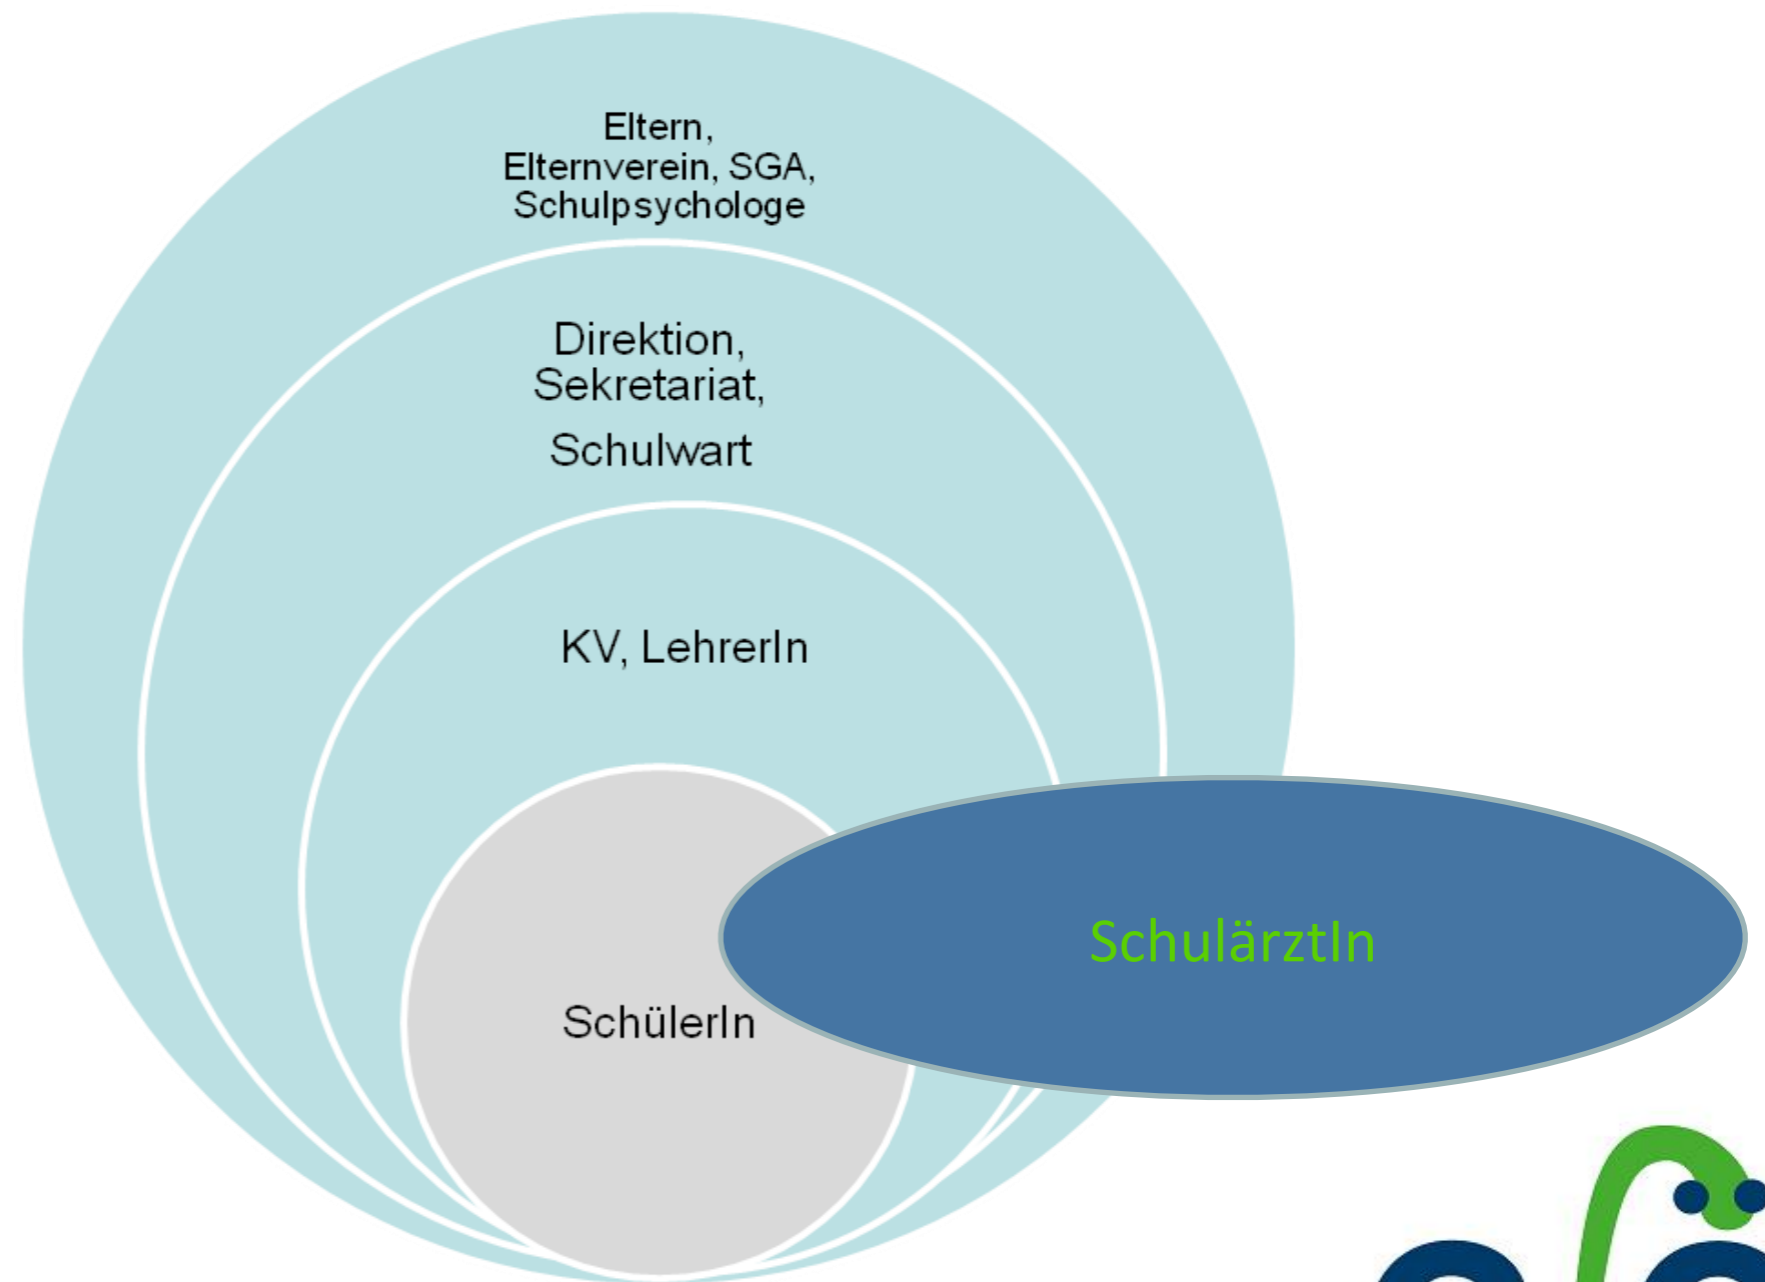 Eltern,
Elternverein, SGA,
Schulpsychologe
Direktion,
Sekretariat,
Schulwart
KV, LehrerIn
SchülerIn
SchulärztIn